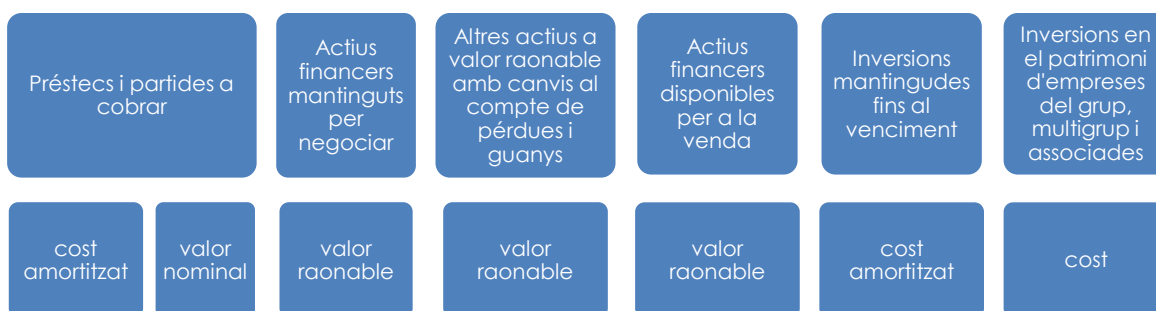 Préstecs i partides a
cobrar
Actius
financers
mantinguts
per
negociar
Altres actius a
valor raonable
amb canvis al
compte de
pérdues i
guanys
Actius
financers
disponibles
per a la
venda
Inversions
mantingudes
fins al
venciment
Inversions en
el patrimoni
d'empreses
del grup,
multigrup i
associades
cost
amortitzat
valor
nominal
valor
raonable
valor
raonable
valor
raonable
cost
amortitzat
cost